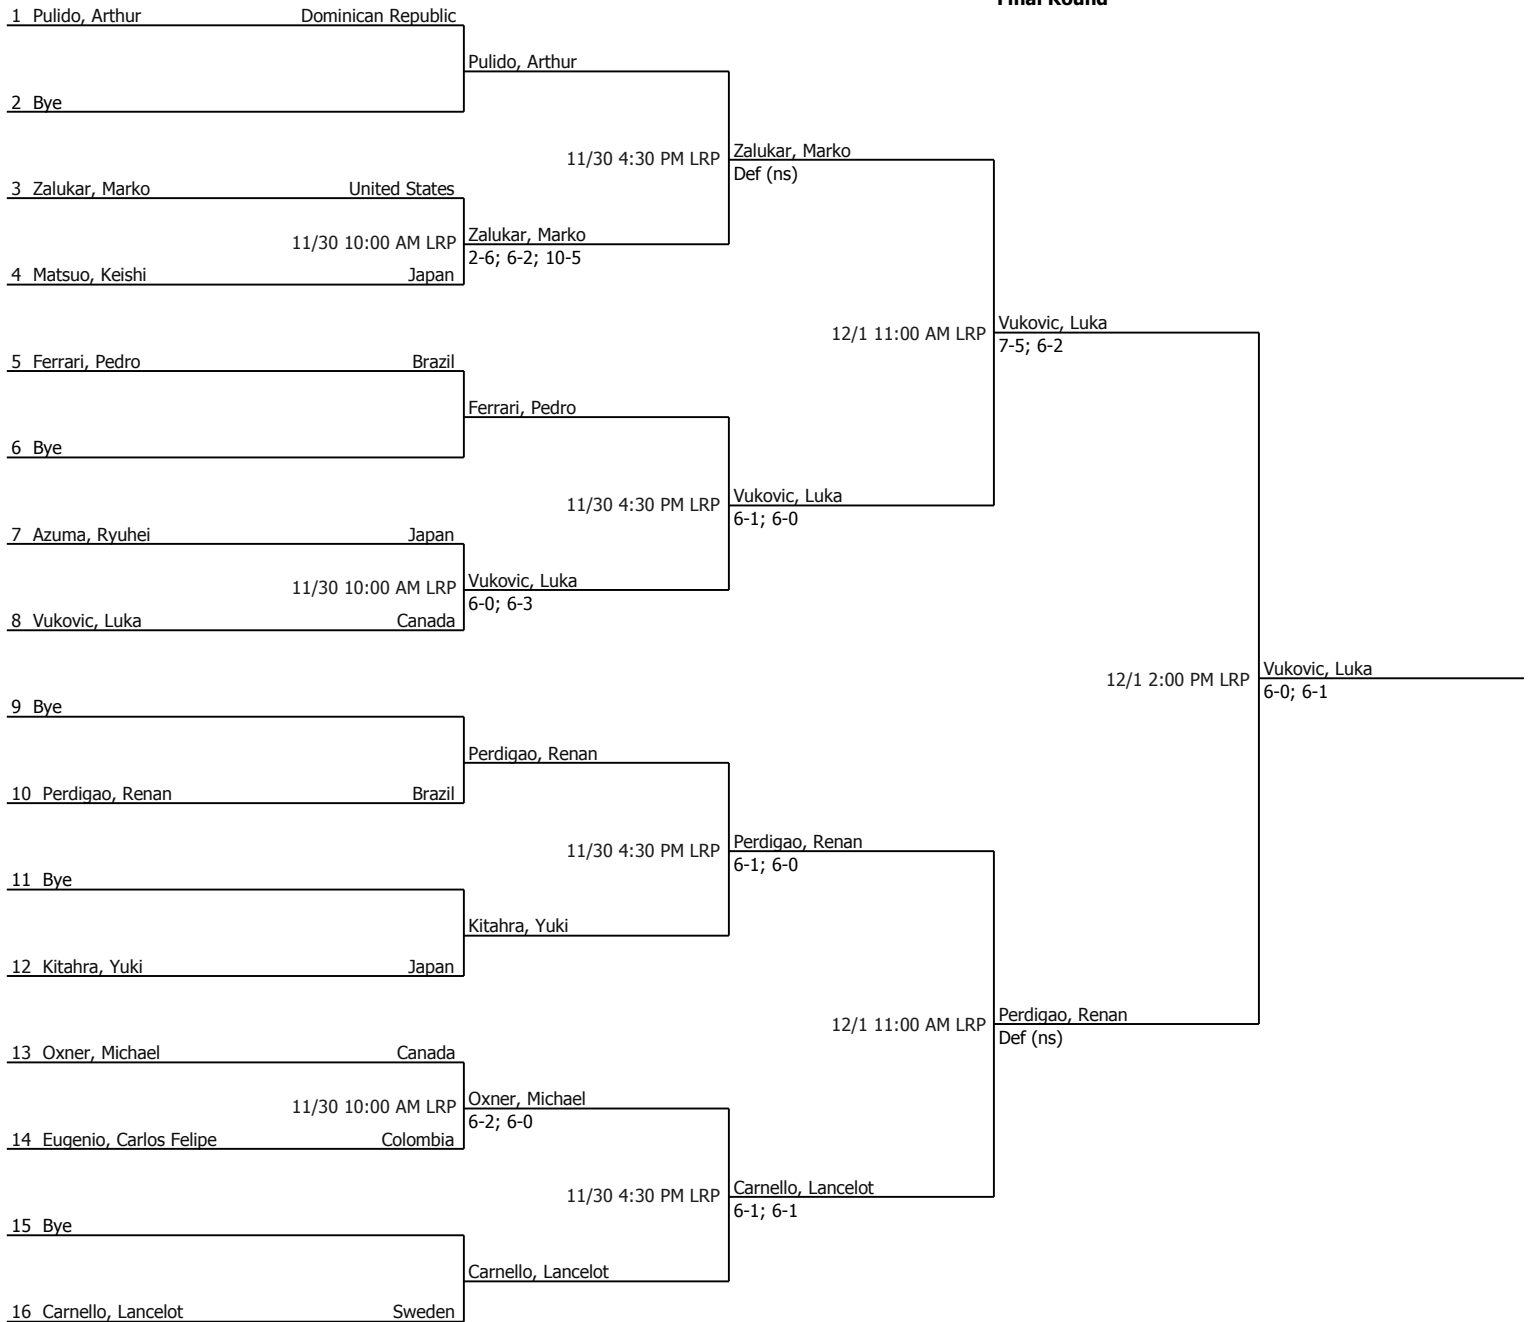 Final Round
1 Pulido, Arthur Dominican Republic
Pulido, Arthur
2 Bye
11/30 4:30 PM LRP Zalukar, Marko
Def (ns)
3 Zalukar, Marko United States
11/30 10:00 AM LRP Zalukar, Marko
2-6; 6-2; 10-5
4 Matsuo, Keishi Japan
12/1 11:00 AM LRP Vukovic, Luka
7-5; 6-2
5 Ferrari, Pedro Brazil
Ferrari, Pedro
6 Bye
11/30 4:30 PM LRP Vukovic, Luka
6-1; 6-0
7 Azuma, Ryuhei Japan
11/30 10:00 AM LRP Vukovic, Luka
6-0; 6-3
8 Vukovic, Luka Canada
12/1 2:00 PM LRP Vukovic, Luka
6-0; 6-1
9 Bye
Perdigao, Renan
10 Perdigao, Renan Brazil
11/30 4:30 PM LRP Perdigao, Renan
6-1; 6-0
11 Bye
Kitahra, Yuki
12 Kitahra, Yuki Japan
12/1 11:00 AM LRP Perdigao, Renan
Def (ns)
13 Oxner, Michael Canada
11/30 10:00 AM LRP Oxner, Michael
6-2; 6-0
14 Eugenio, Carlos Felipe Colombia
11/30 4:30 PM LRP Carnello, Lancelot
6-1; 6-1
15 Bye
Carnello, Lancelot
16 Carnello, Lancelot Sweden